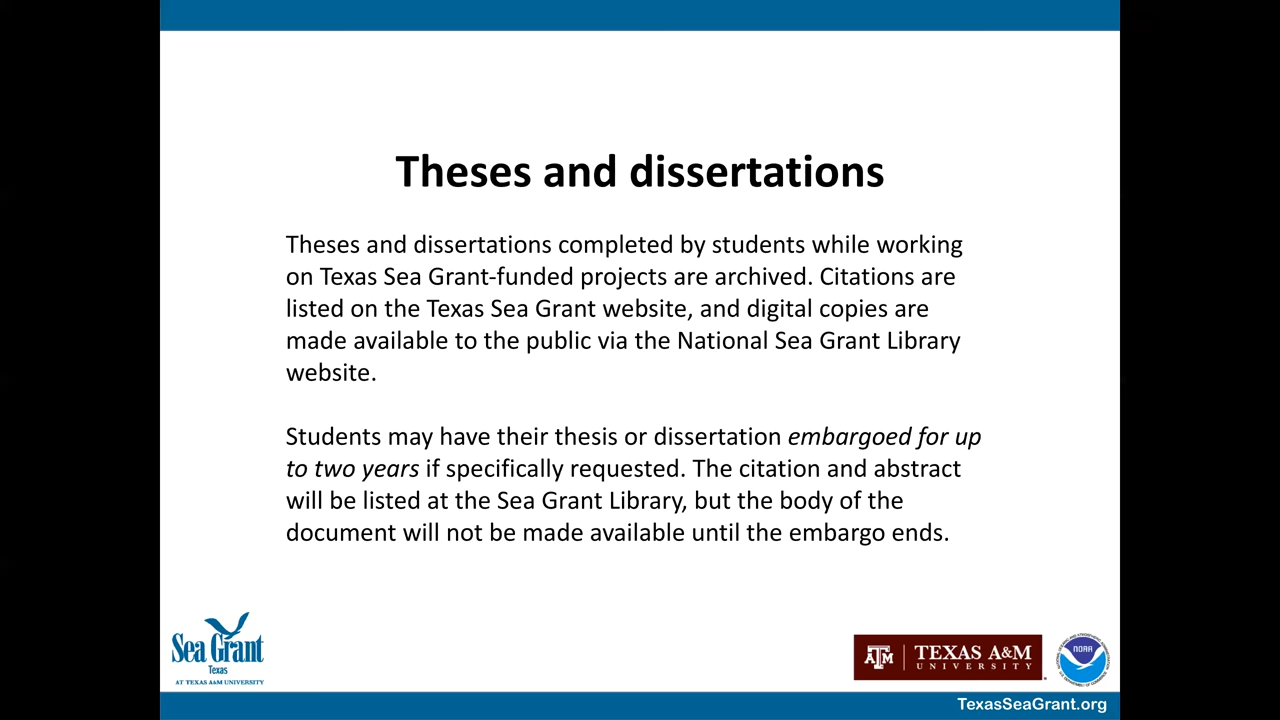 Theses and dissertations
Theses and dissertations completed by students while working
on Texas Sea Grant-funded projects are archived. Citations are
listed on the Texas Sea Grant website, and digital copies are
made available to the public via the National Sea Grant Library
website.
Students may have their thesis or dissertation embargoed for up
to two years if specifically requested. The citation and abstract
will be listed at the Sea Grant Library, but the body of the
document will not be made available until the embargo ends.
Sea Grant
Texas
AT TEXAS A&M UNIVERSITY
ATM
TEXAS A&M
UNIVERSITY
NOAA
TexasSeaGrant.org